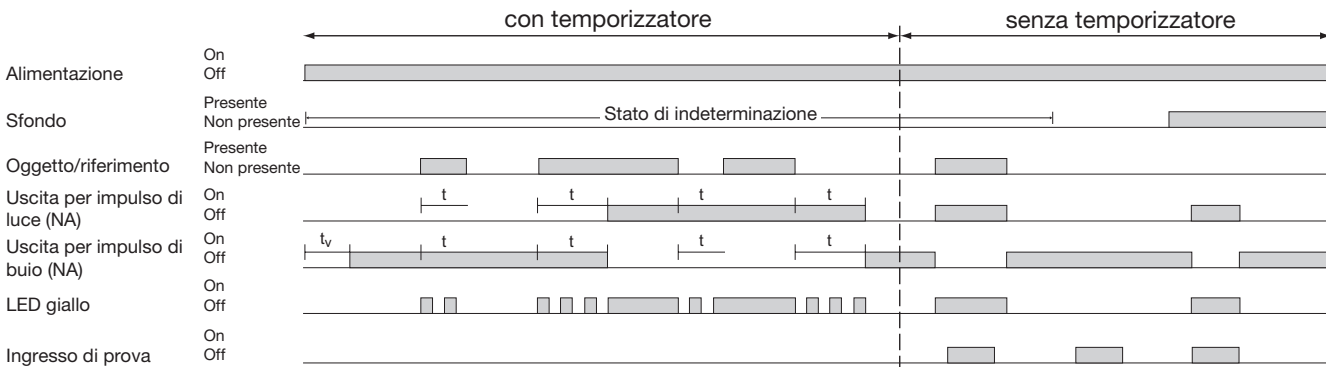 con temporizzatore senza temporizzatore
Alimentazione
On
Off
Sfondo
Presente
Non presente
Stato di indeterminazione
Oggetto/riferimento
Presente
Non presente
Uscita per impulso di
luce (NA)
On
Off
t t t t
Uscita per impulso di
buio (NA)
On
Off
tv t t t t
LED giallo
On
Off
Ingresso di prova
On
Off